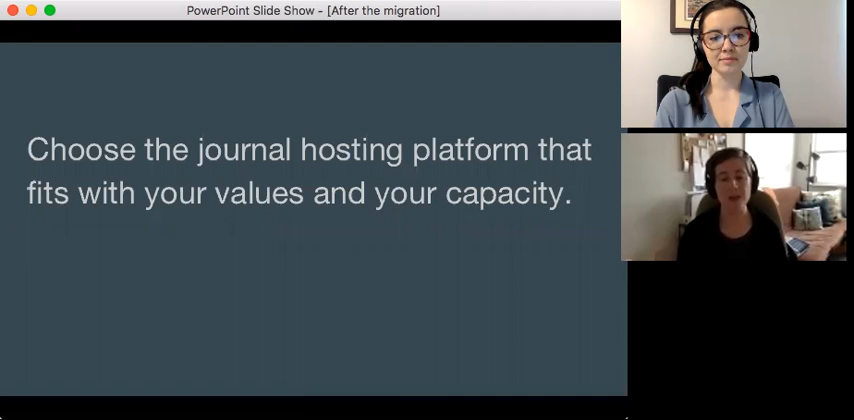 PowerPoint Slide Show - [After the migration]
Choose the journal hosting platform that
fits with your values and your capacity.